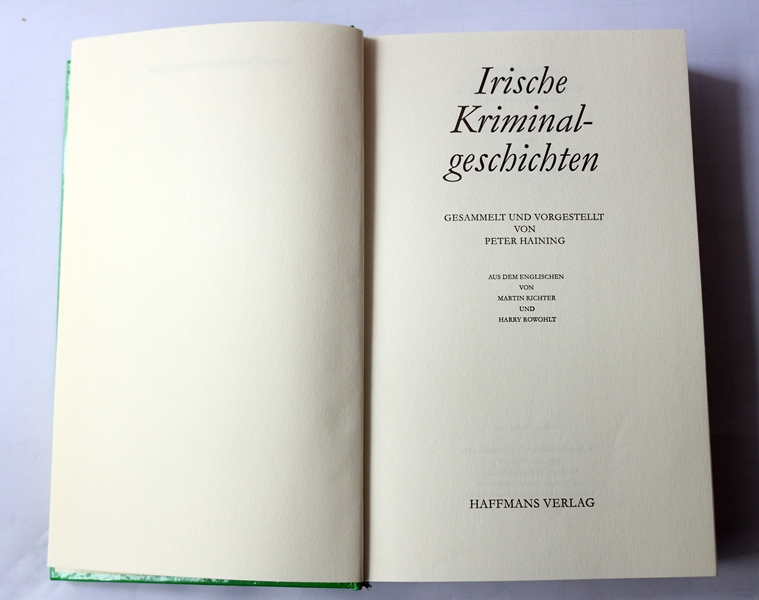 Irische
Kriminal-
geschichten
GESAMMELT UND VORGESTELLT
VON
PETER HAINING
AUS DEM ENGLISCHEN
VON
MARTIN RICHTER
UND
HARRY ROWOHLT
HAFFMANS VERLAG